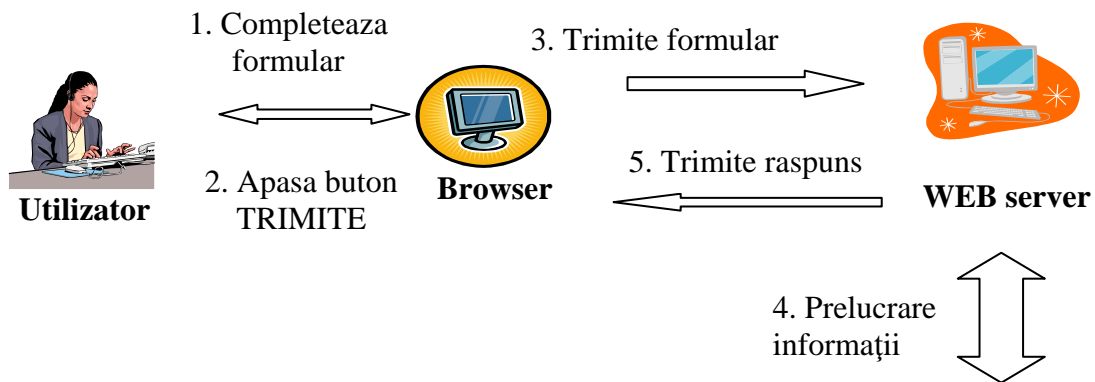 1. Completeaza
formular
3. Trimite formular
2. Apasa buton
TRIMITE
Utilizator
Browser
5. Trimite raspuns
WEB server
4. Prelucrare
informaţii